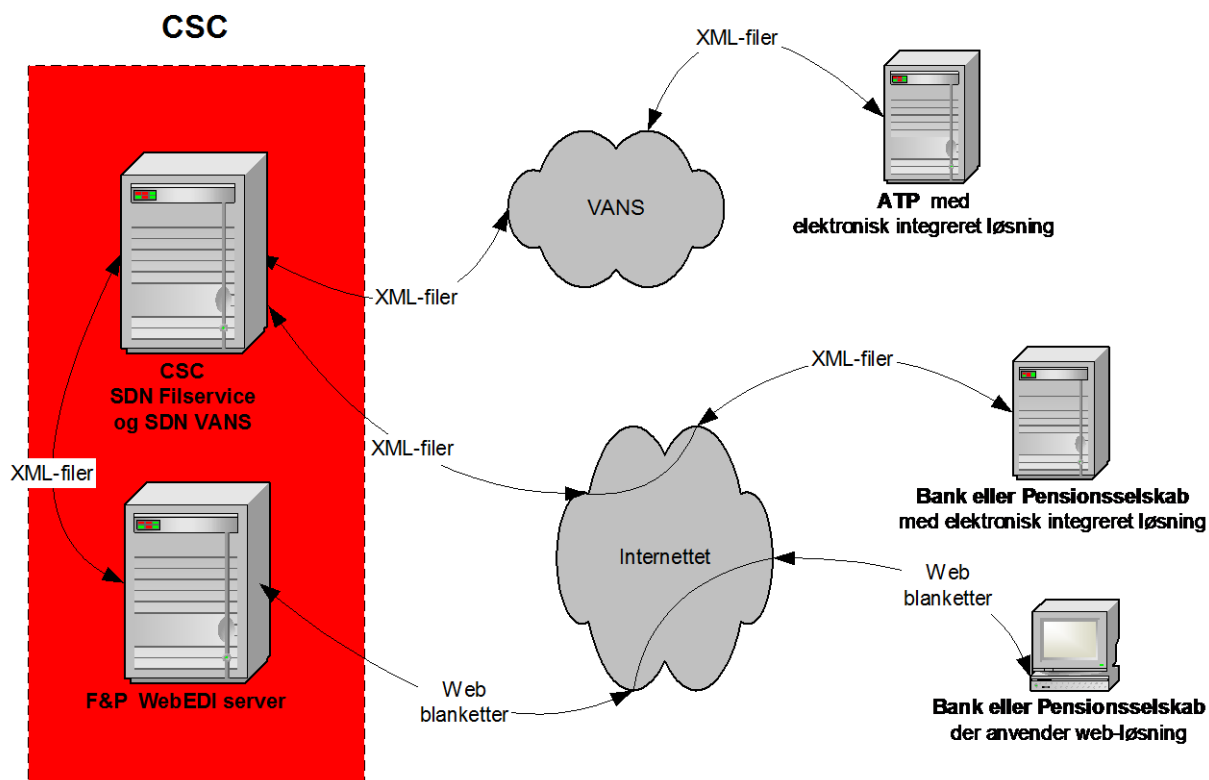 CSC
XML-filer
VANS
ATP med
elektronisk integreret løsning
XML-filer
CSC
SDN Filservice
og SDN VANS
XML-filer
XML-filer
XML-filer
Bank eller Pensionsselskab
med elektronisk integreret løsning
Internettet
F&P WebEDI server
Web
blanketter
Web
blanketter
Bank eller Pensionsselskab
der anvender web-løsning